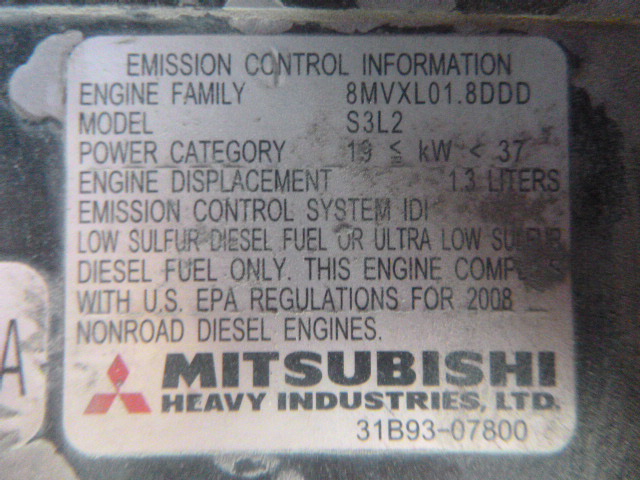 EMISSION CONTROL INFORMATION
ENGINE FAMILY 8MVXL01.8DDD
MODEL S3L2
POWER CATEGORY 19 ≤ kW < 37
ENGINE DISPLACEMENT 1.3 LITERS
EMISSION CONTROL SYSTEM IDI
LOW SULFUR DIESEL FUEL OR ULTRA LOW SULFUR
DIESEL FUEL ONLY. THIS ENGINE COMPLIES
WITH U.S. EPA REGULATIONS FOR 2008
NONROAD DIESEL ENGINES.
A
MITSUBISHI
HEAVY INDUSTRIES, LTD.
31B93-07800